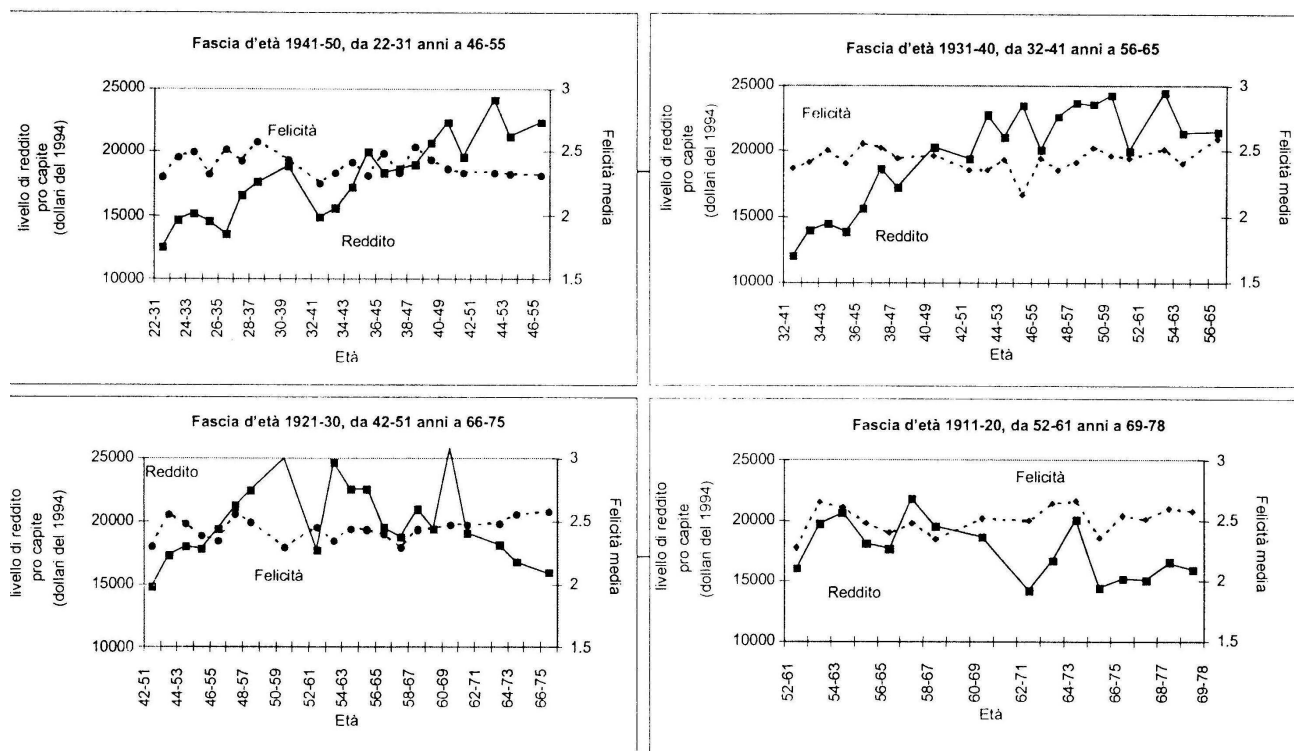 Fascia d'età 1941-50, da 22-31 anni a 46-55
livello di reddito
pro capite
(dollari del 1994)
25000
20000
15000
10000
Felicità
Reddito
3
2.5
2
1.5
Felicità media
22-31
24-33
26-35
28-37
30-39
32-41
34-43
36-45
38-47
40-49
42-51
44-53
46-55
Età
Fascia d'età 1931-40, da 32-41 anni a 56-65
livello di reddito
pro capite
(dollari del 1994)
25000
20000
15000
10000
Felicità
Reddito
3
2.5
2
1.5
Felicità media
32-41
34-43
36-45
38-47
40-49
42-51
44-53
46-55
48-57
50-59
52-61
54-63
56-65
Età
Fascia d'età 1921-30, da 42-51 anni a 66-75
livello di reddito
pro capite
(dollari del 1994)
25000
20000
15000
10000
Reddito
Felicità
3
2.5
2
1.5
Felicità media
42-51
44-53
46-55
48-57
50-59
52-61
54-63
56-65
58-67
60-69
62-71
64-73
66-75
Età
Fascia d'età 1911-20, da 52-61 anni a 69-78
livello di reddito
pro capite
(dollari del 1994)
25000
20000
15000
10000
Felicità
Reddito
3
2.5
2
1.5
Felicità media
52-61
54-63
56-65
58-67
60-69
62-71
64-73
66-75
68-77
69-78
Età